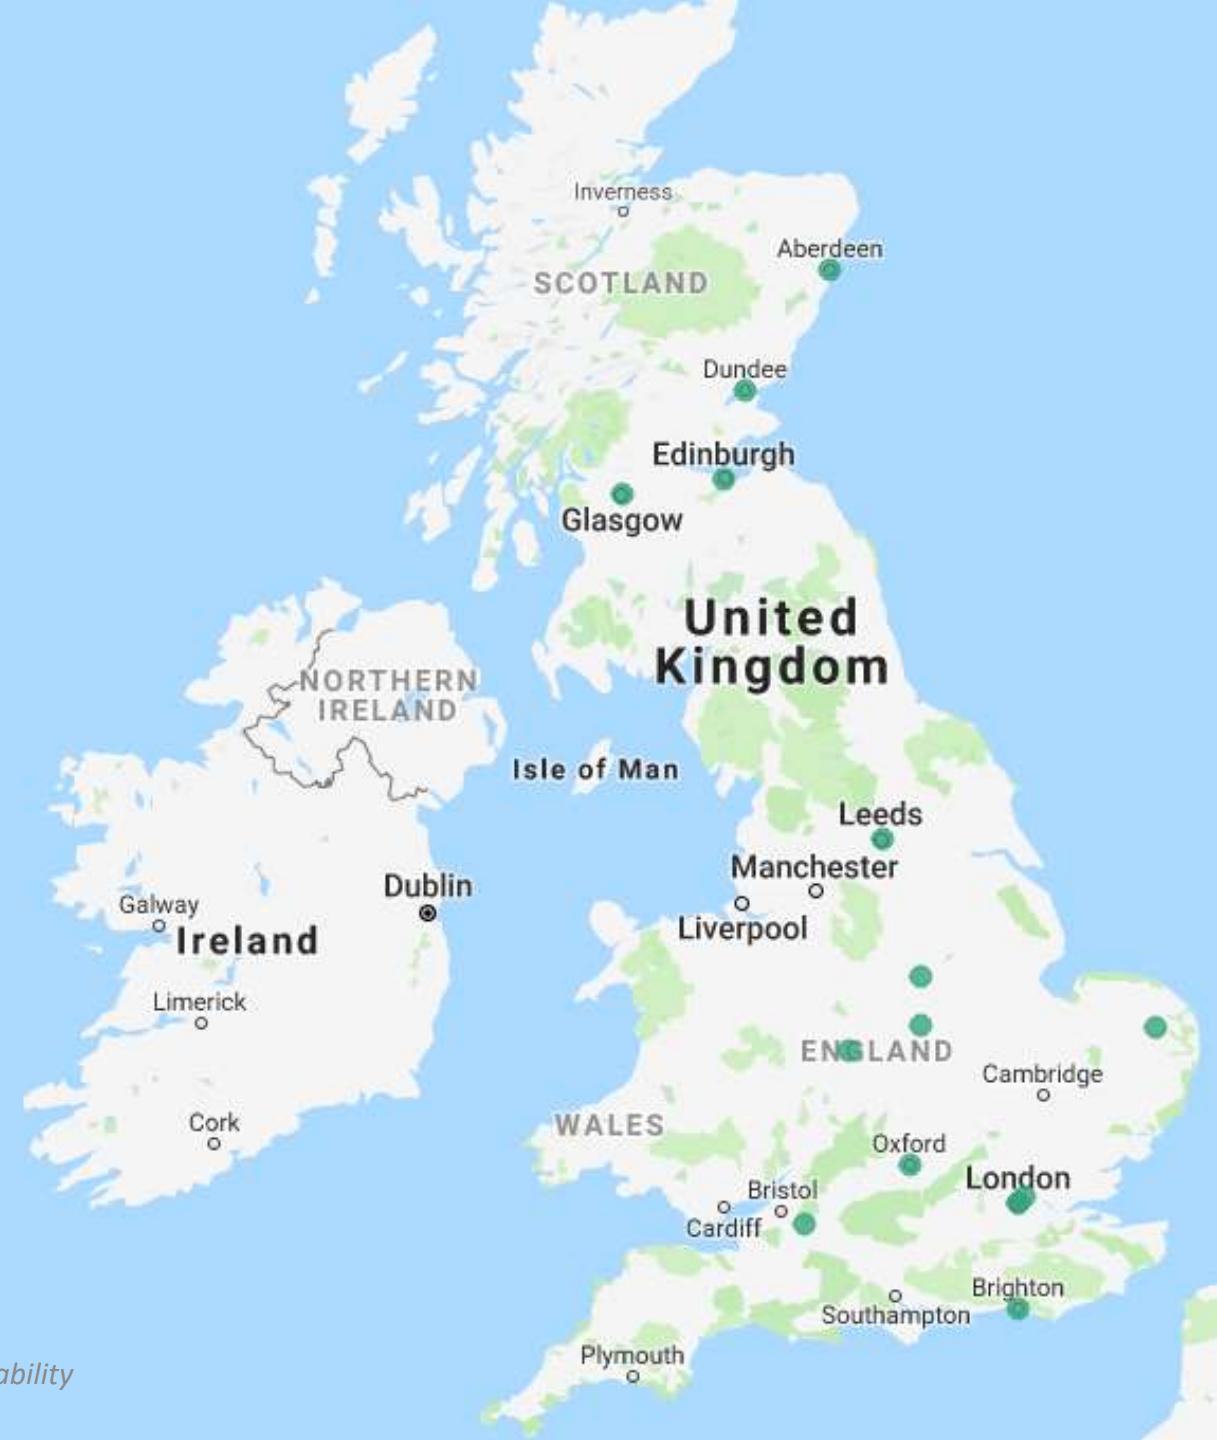 Inverness
Aberdeen
SCOTLAND
Dundee
Edinburgh
Glasgow
United
Kingdom
NORTHERN
IRELAND
Isle of Man
Leeds
Manchester
Dublin
Liverpool
Galway
Ireland
Limerick
ENGLAND
Cambridge
Cork
WALES
Oxford
London
Bristol
Cardiff
Brighton
Southampton
Plymouth
ability